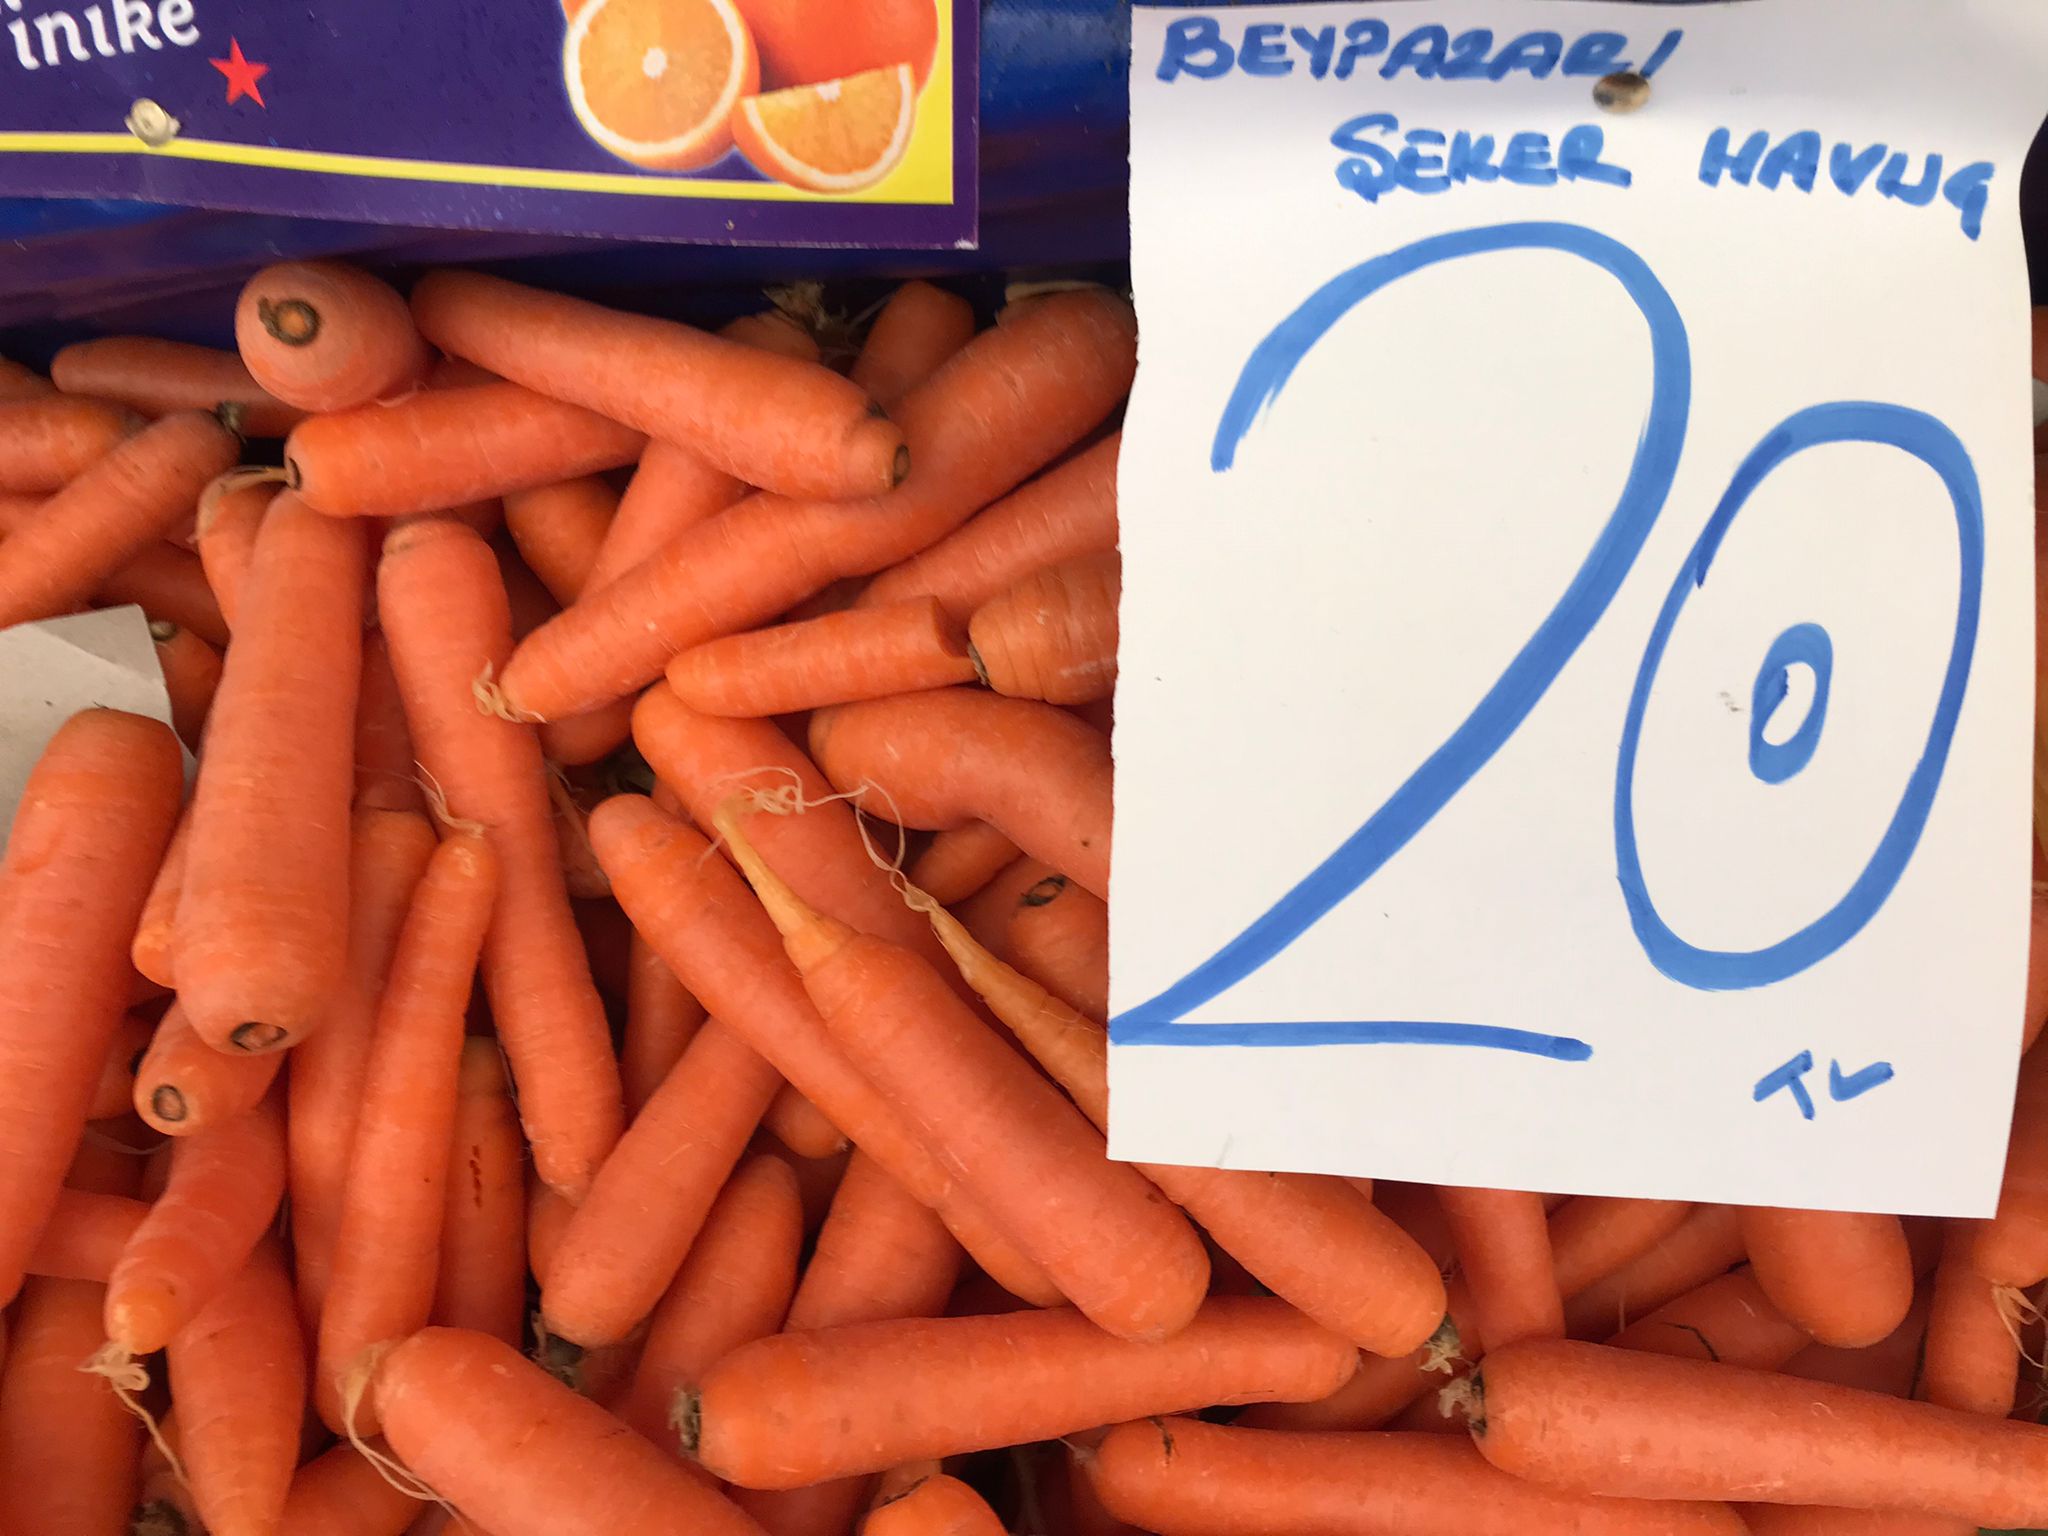 inike
BEYPAZARI
ŞEKER HAVUÇ
20
TL